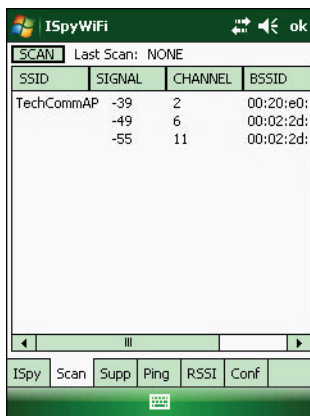 ISpyWiFi ok
SCAN Last Scan: NONE
SSID SIGNAL CHANNEL BSSID
TechCommAP -39 2 00:20:e0:
-49 6 00:02:2d:
-55 11 00:02:2d:
ISpy Scan Supp Ping RSSI Conf